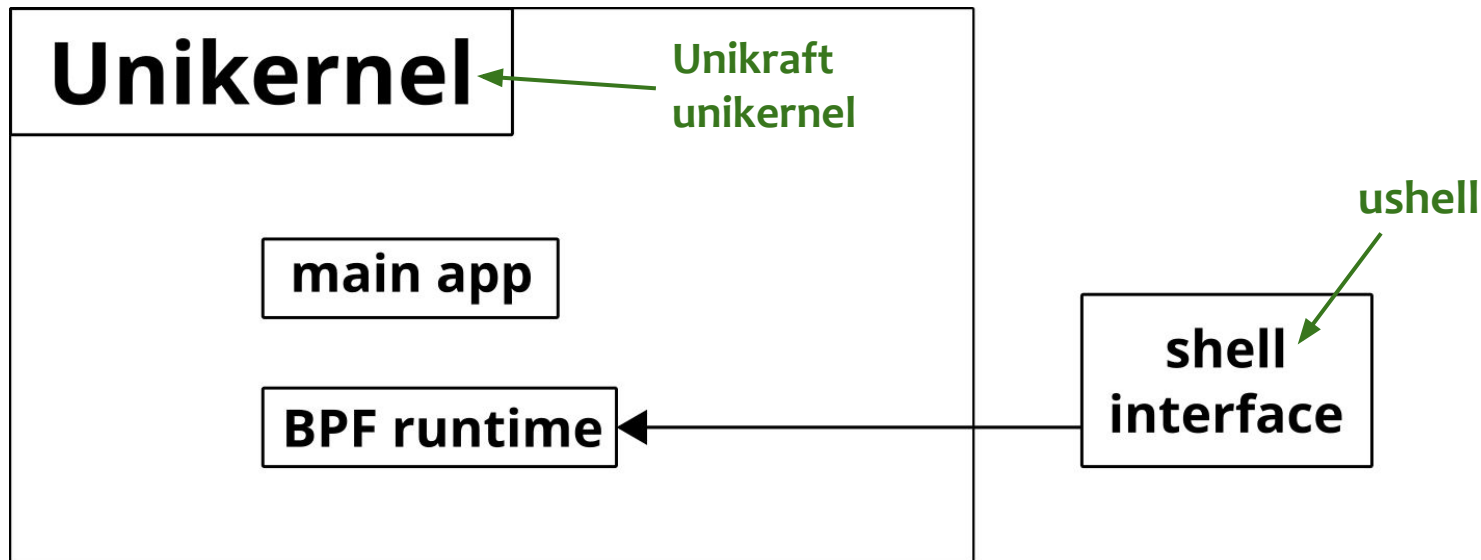 Unikernel
Unikraft
unikernel
ushell
main app
shell
interface
BPF runtime